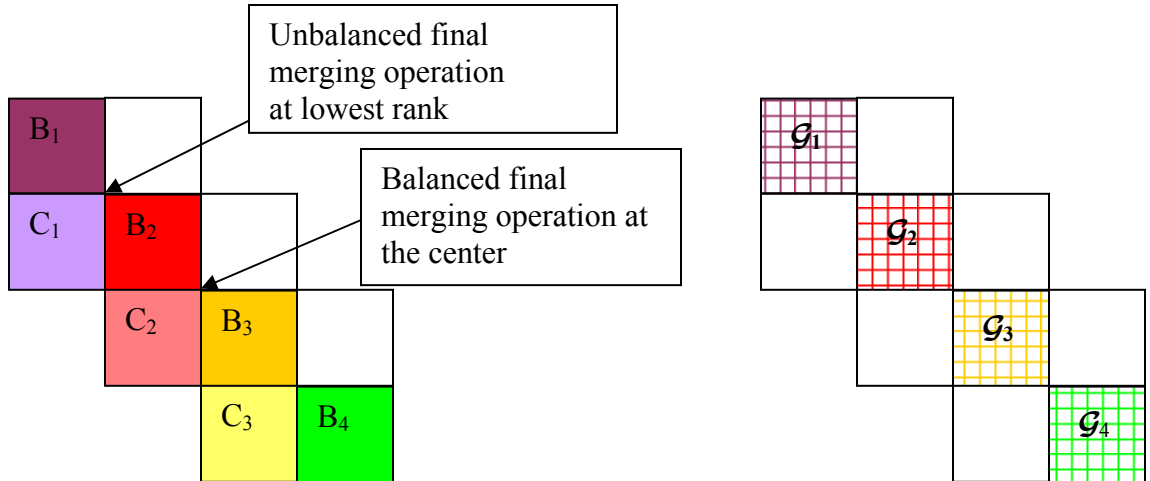 Unbalanced final
merging operation
at lowest rank
Balanced final
merging operation at
the center
B₁
C₁ B₂
C₂ B₃
C₃ B₄
𝒢₁
𝒢₂
𝒢₃
𝒢₄